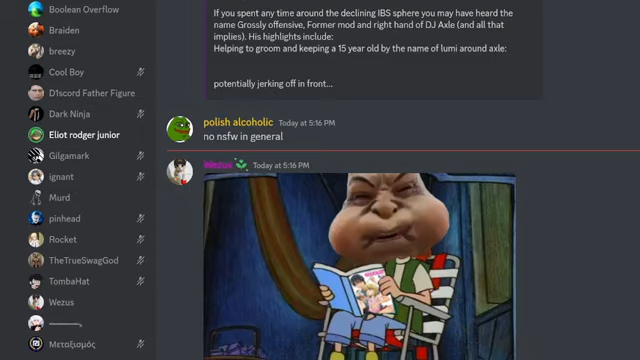 Boolean Overflow
Braiden
breezy
Cool Boy
D1scord Father Figure
Dark Ninja
Eliot rodger junior
Gilgamark
ignant
Murd
pinhead
Rocket
TheTrueSwagGod
TombaHat
Wezus
Μεταξισμός
If you spent any time around the declining IBS sphere you may have heard the
name Grossly offensive, Former mod and right hand of DJ Axle (and all that
implies). His highlights include:
Helping to groom and keeping a 15 year old by the name of lumi around axle:
potentially jerking off in front...
polish alcoholic Today at 5:16 PM
no nsfw in general
Wezus Today at 5:16 PM